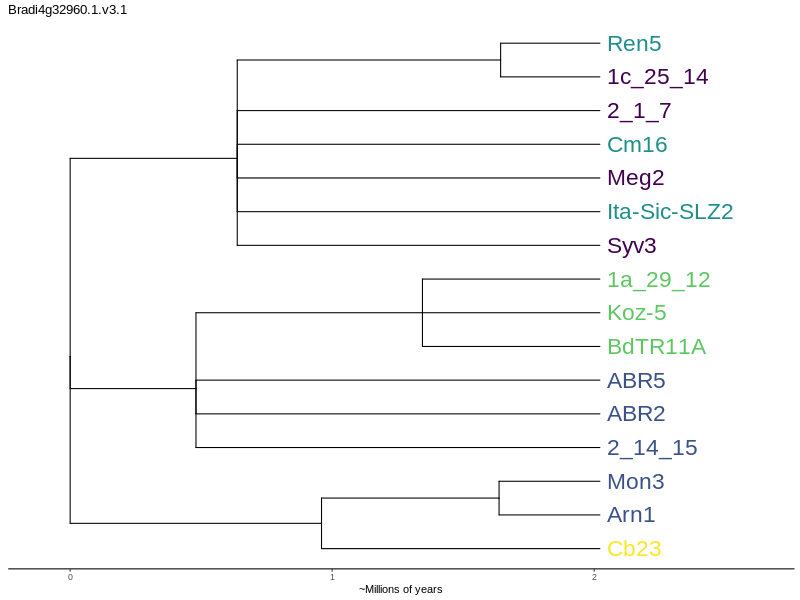 Bradi4g32960.1.v3.1
Ren5
1c_25_14
2_1_7
Cm16
Meg2
Ita-Sic-SLZ2
Syv3
1a_29_12
Koz-5
BdTR11A
ABR5
ABR2
2_14_15
Mon3
Arn1
Cb23
0 1 2
~Millions of years